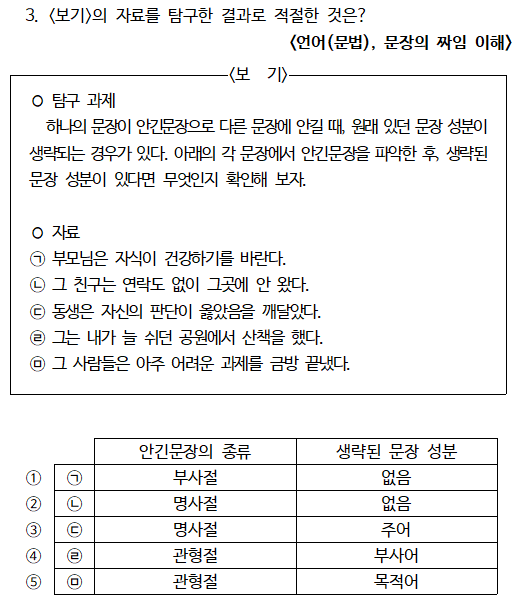 3. <보기>의 자료를 탐구한 결과로 적절한 것은?
<언어(문법), 문장의 짜임 이해>
<보 기>
ㅇ 탐구 과제
하나의 문장이 안긴문장으로 다른 문장에 안길 때, 원래 있던 문장 성분이
생략되는 경우가 있다. 아래의 각 문장에서 안긴문장을 파악한 후, 생략된
문장 성분이 있다면 무엇인지 확인해 보자.
ㅇ 자료
㉠ 부모님은 자식이 건강하기를 바란다.
㉡ 그 친구는 연락도 없이 그곳에 안 왔다.
㉢ 동생은 자신의 판단이 옳았음을 깨달았다.
㉣ 그는 내가 늘 쉬던 공원에서 산책을 했다.
㉤ 그 사람들은 아주 어려운 과제를 금방 끝냈다.
안긴문장의 종류 생략된 문장 성분
① ㉠ 부사절 없음
② ㉡ 명사절 없음
③ ㉢ 명사절 주어
④ ㉣ 관형절 부사어
⑤ ㉤ 관형절 목적어